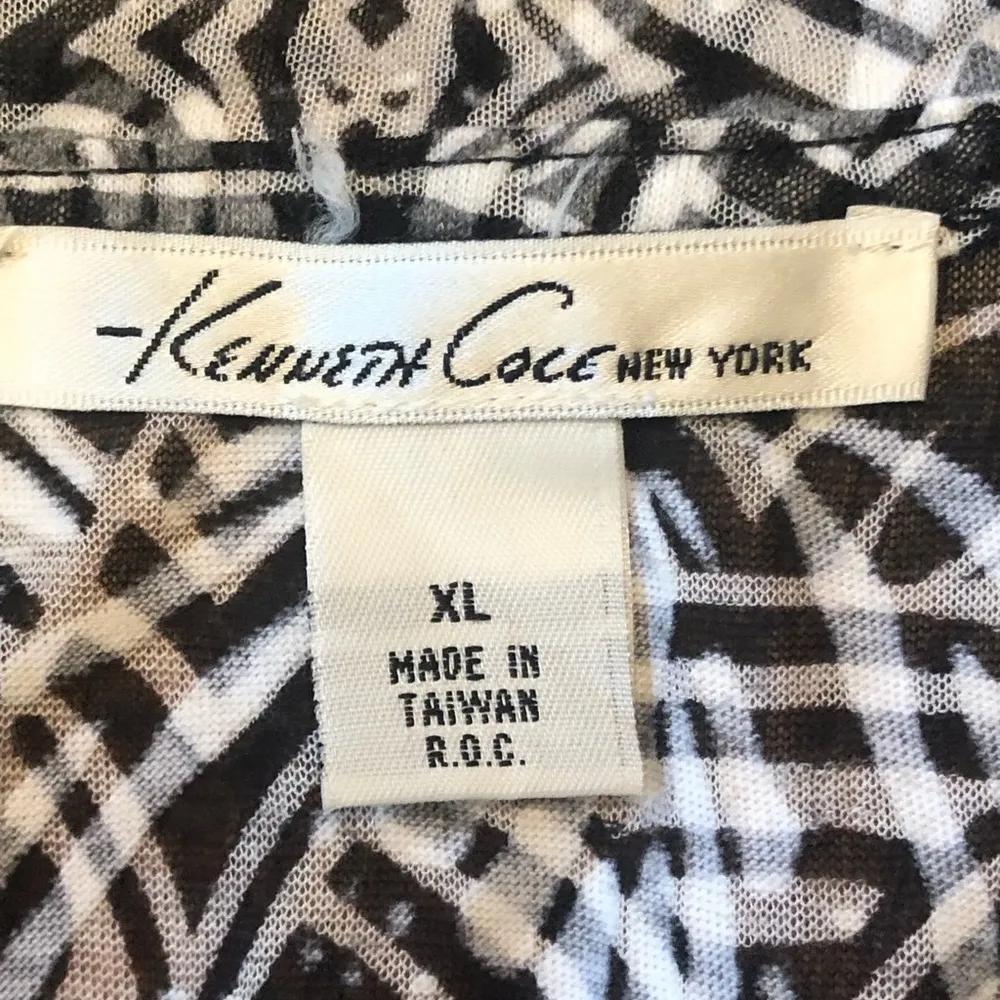 Kenneth Cole NEW YORK
XL
MADE IN
TAIWAN
R.O.C.